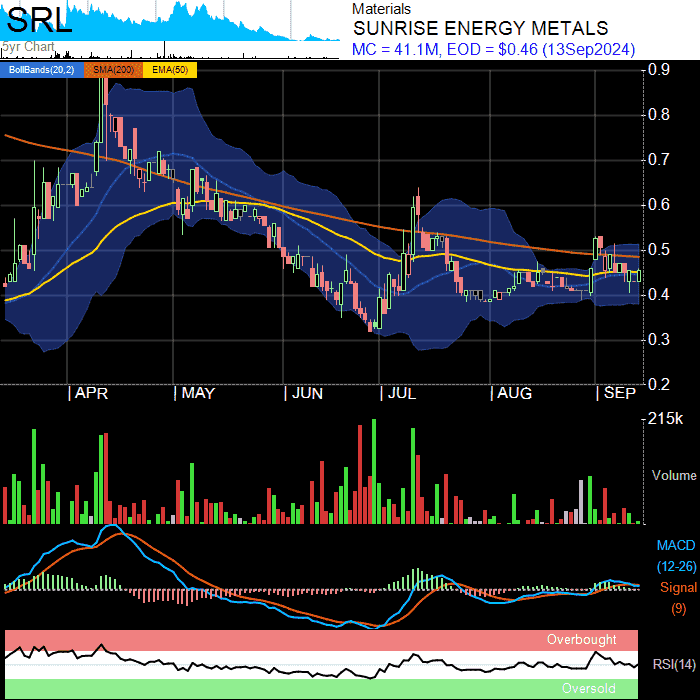 SRL
5yr Chart
Materials
SUNRISE ENERGY METALS
MC = 41.1M, EOD = $0.46 (13Sep2024)
BollBands(20,2) SMA(200) EMA(50)
0.9
0.8
0.7
0.6
0.5
0.4
0.3
0.2
APR MAY JUN JUL AUG SEP
215k
Volume
MACD
(12-26)
Signal
(9)
Overbought
RSI(14)
Oversold